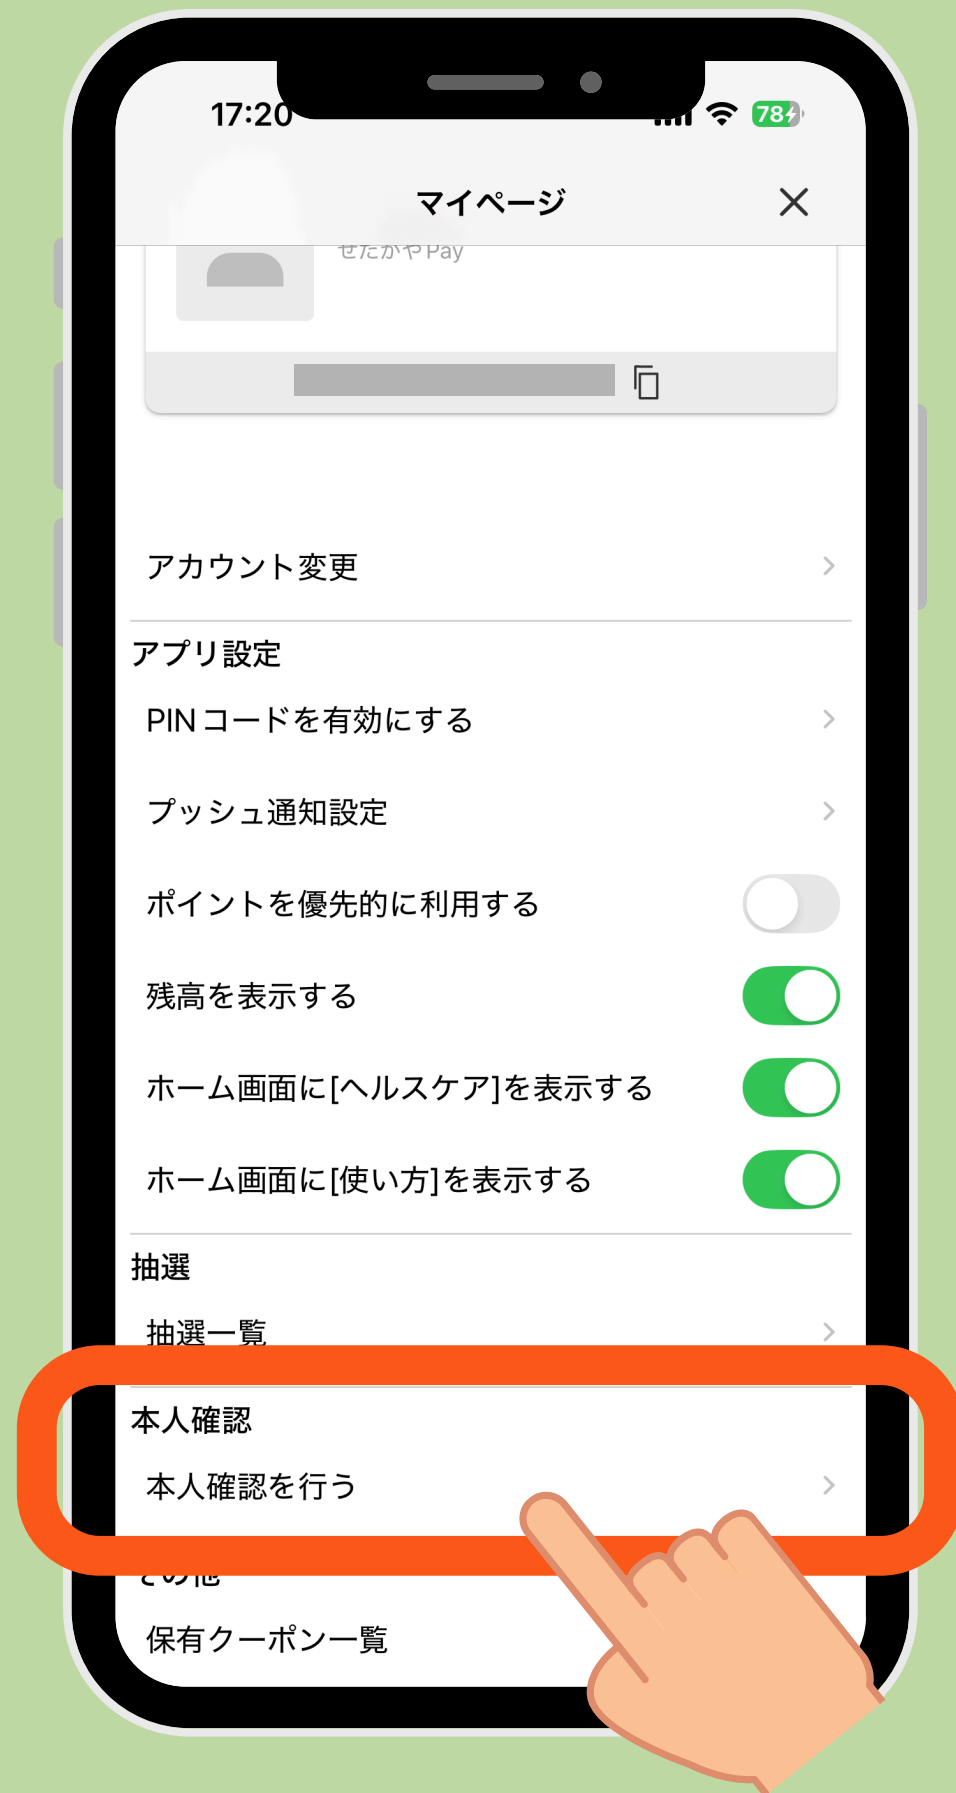 17:20
78
マイページ
せたがやPay
アカウント変更
アプリ設定
PINコードを有効にする
プッシュ通知設定
ポイントを優先的に利用する
残高を表示する
ホーム画面に[ヘルスケア]を表示する
ホーム画面に[使い方]を表示する
抽選
抽選一覧
本人確認
本人確認を行う
その他
保有クーポン一覧